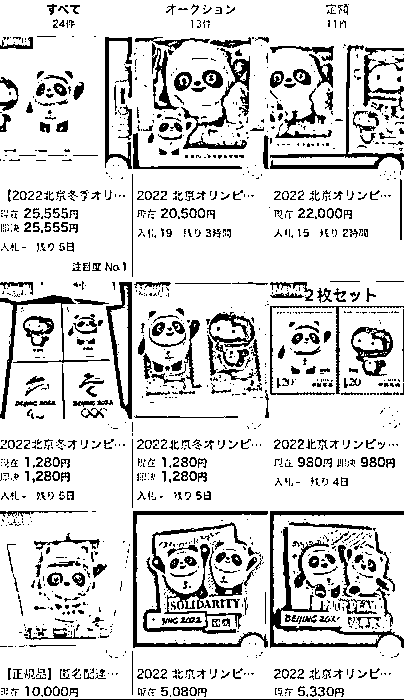 すべて
24件
オークション
13件
定額
11件
【2022北京冬季オリ…
現在 25,555円
即決 25,555円
入札 - 残り 5日
注目度 No.1
2022 北京オリンピ…
現在 20,500円
入札 19 残り 3時間
2022 北京オリンピ…
現在 22,000円
入札 15 残り 2時間
BEIJING 2022
2022北京冬オリンピ…
現在 1,280円
即決 1,280円
入札 - 残り 6日
2022北京冬オリンピ…
現在 1,280円
即決 1,280円
入札 - 残り 5日
2枚セット
1.20
1.20
2022北京オリンピッ…
現在 980円 即決 980円
入札 - 残り 4日
【正規品】匿名配達…
現在 10,000円
SOLIDARITY
2022 北京オリンピ…
現在 5,080円
BEIJING 2022
2022 北京オリンピ…
現在 5,330円